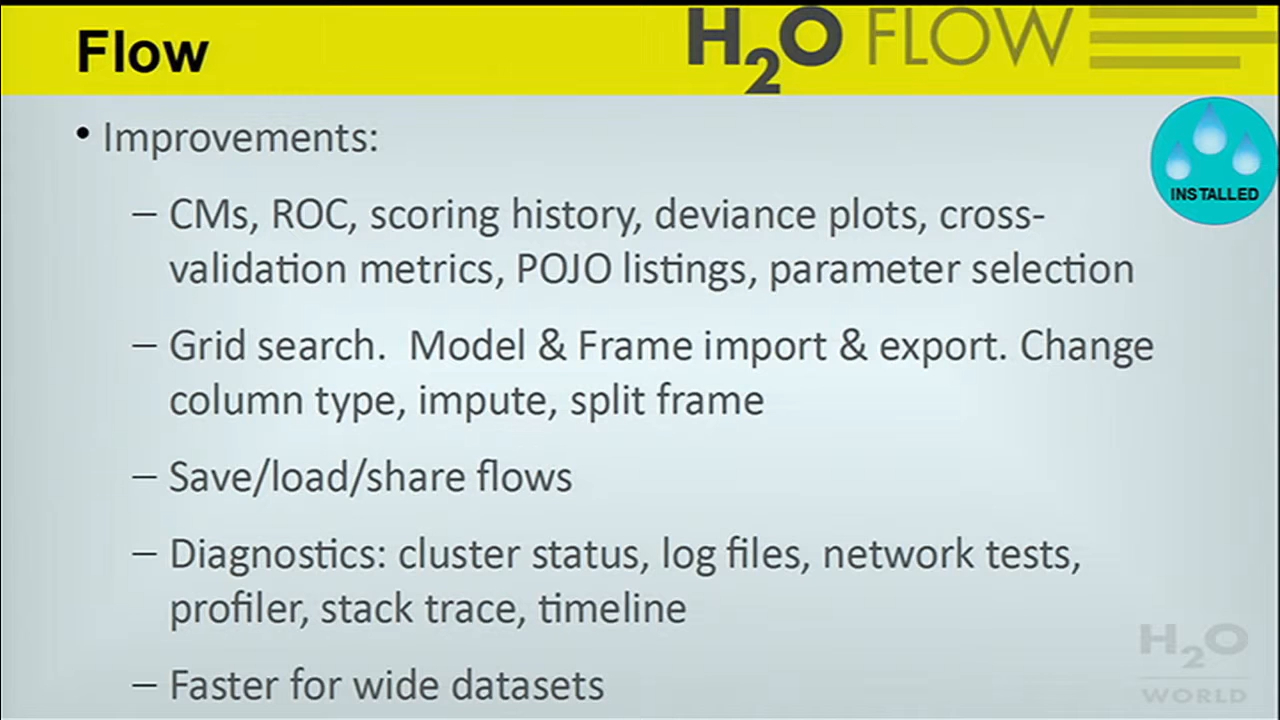 Flow
H2O FLOW
• Improvements:
INSTALLED
– CMs, ROC, scoring history, deviance plots, cross-
validation metrics, POJO listings, parameter selection
– Grid search.  Model & Frame import & export. Change
column type, impute, split frame
– Save/load/share flows
– Diagnostics: cluster status, log files, network tests,
profiler, stack trace, timeline
– Faster for wide datasets
H2O
WORLD